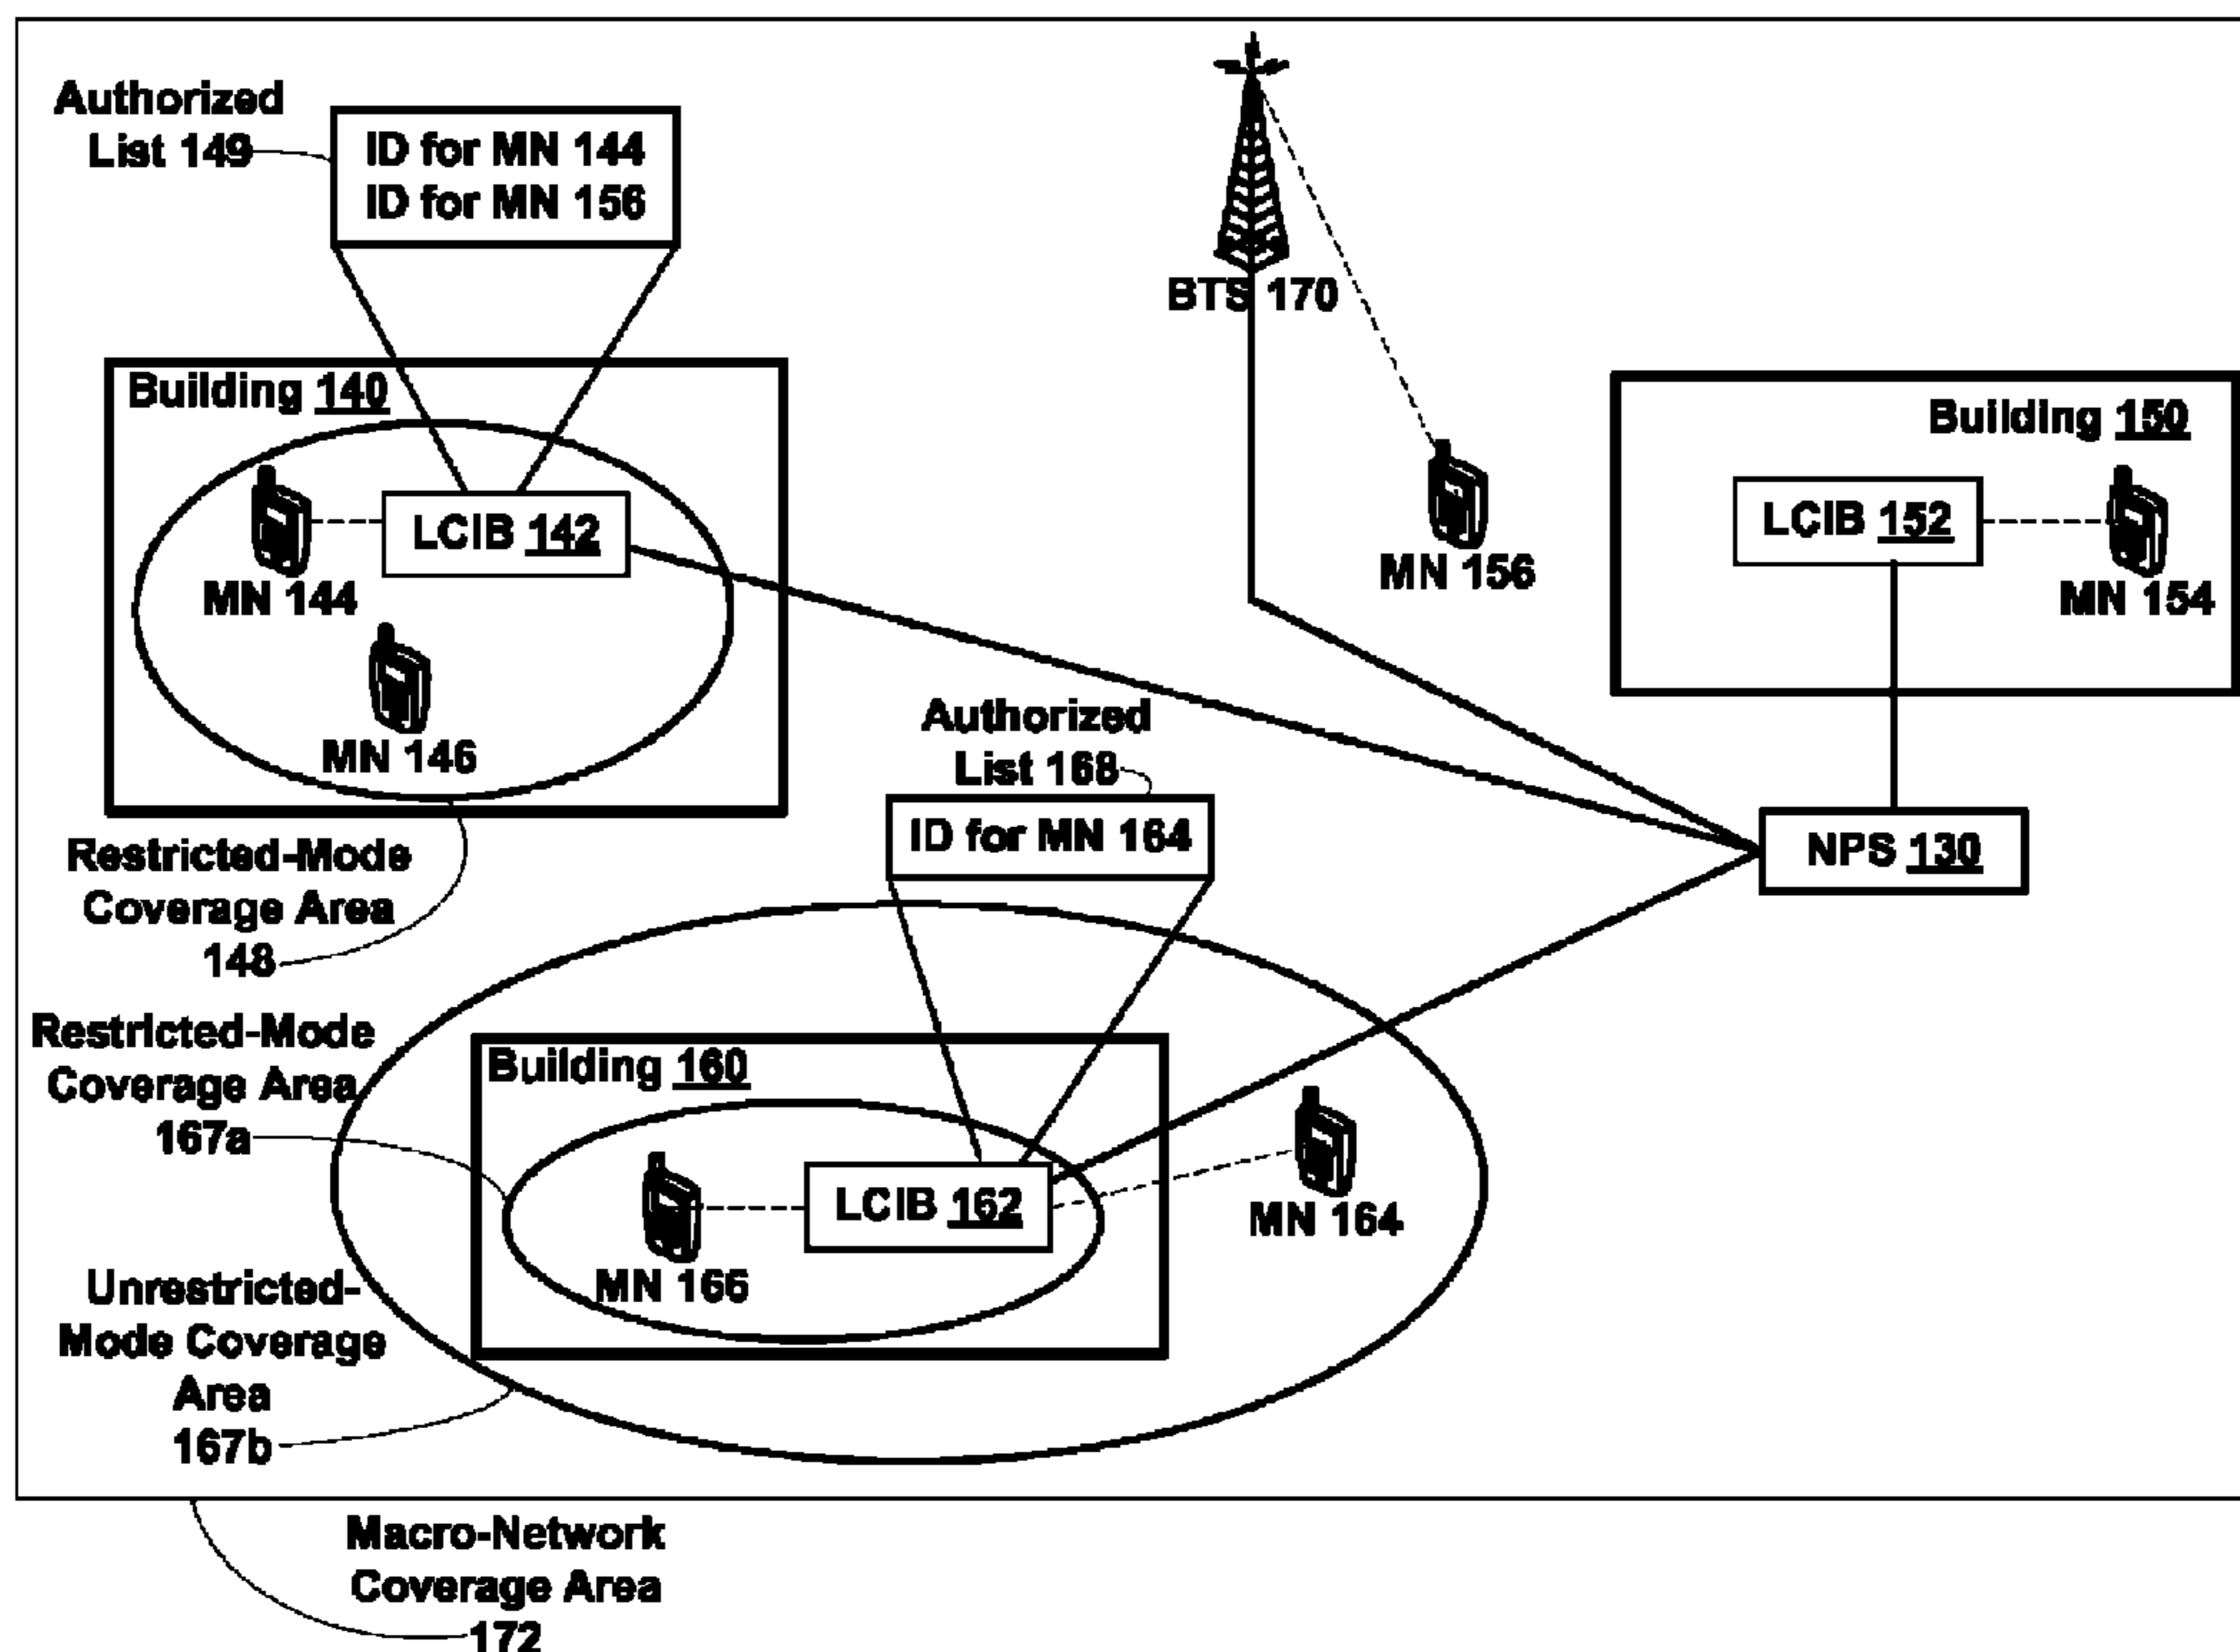 Authorized
List 149
ID for MN 144
ID for MN 156
BTS 170
Building 140
LCIB 142
MN 144
MN 146
MN 156
Building 150
LCIB 152
MN 154
Restricted-Mode
Coverage Area
148
Authorized
List 168
ID for MN 164
NPS 130
Restricted-Mode
Coverage Area
167a
Building 160
LCIB 162
MN 166
MN 164
Unrestricted-
Mode Coverage
Area
167b
Macro-Network
Coverage Area
172